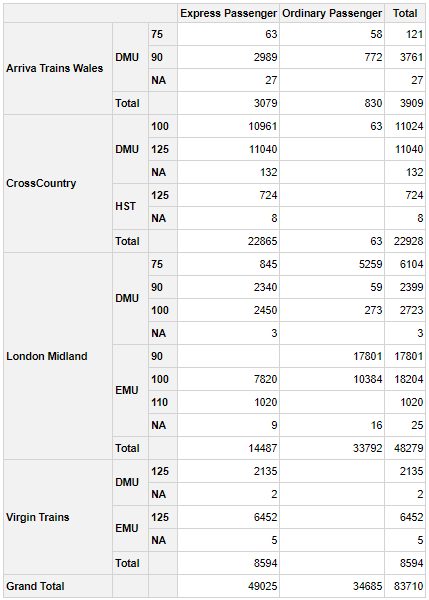 Express Passenger Ordinary Passenger Total
Arriva Trains Wales DMU 75 63 58 121
90 2989 772 3761
NA 27 27
Total 3079 830 3909
CrossCountry DMU 100 10961 63 11024
125 11040 11040
NA 132 132
HST 125 724 724
NA 8 8
Total 22865 63 22928
London Midland DMU 75 845 5259 6104
90 2340 59 2399
100 2450 273 2723
NA 3 3
EMU 90 17801 17801
100 7820 10384 18204
110 1020 1020
NA 9 16 25
Total 14487 33792 48279
Virgin Trains DMU 125 2135 2135
NA 2 2
EMU 125 6452 6452
NA 5 5
Total 8594 8594
Grand Total 49025 34685 83710